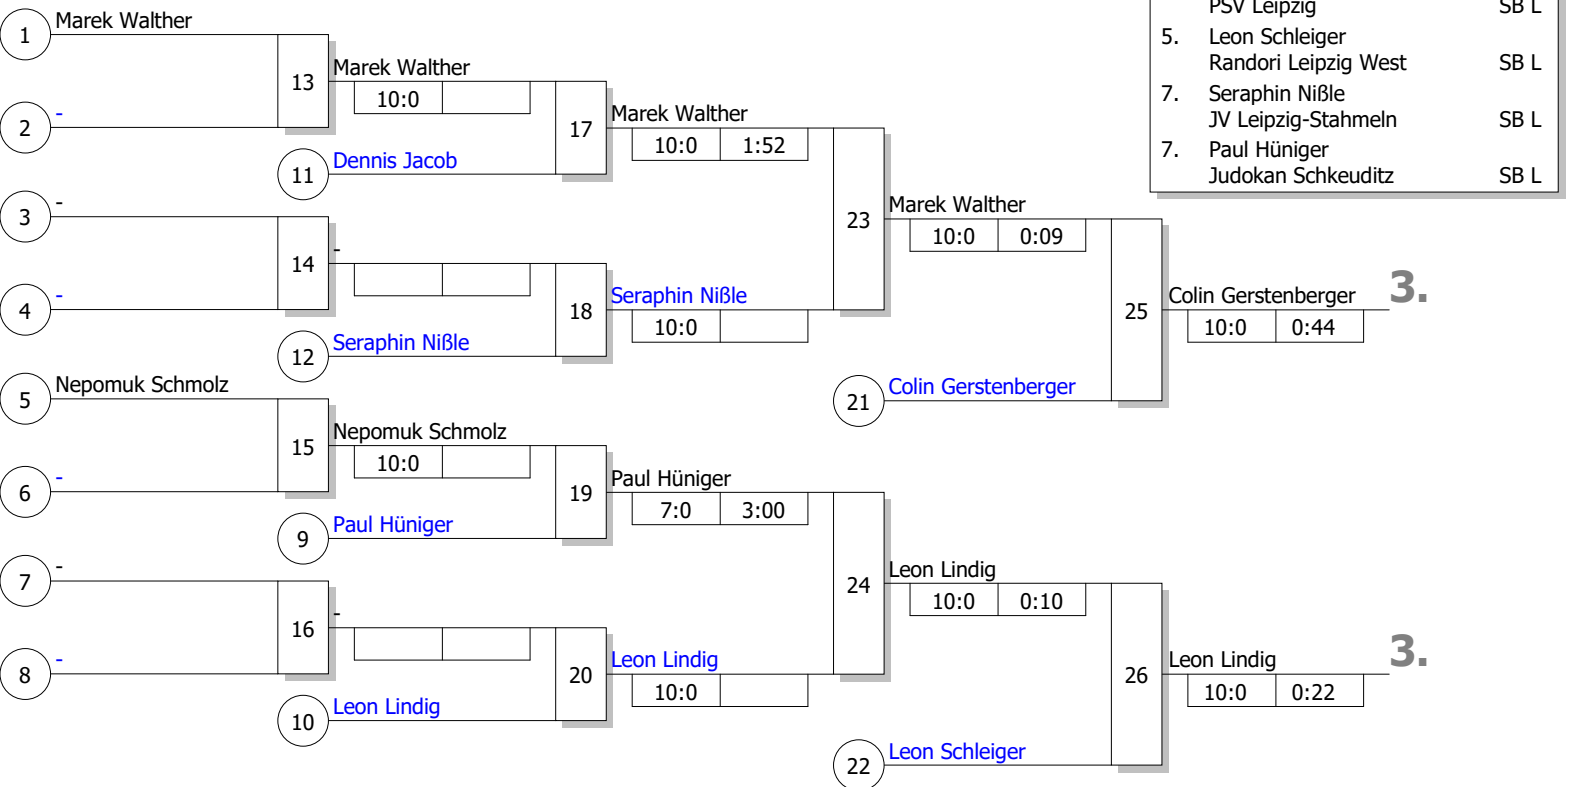 PSV Leipzig SB L
5. Leon Schleiger
Randori Leipzig West SB L
7. Seraphin Nißle
JV Leipzig-Stahmeln SB L
7. Paul Hüniger
Judokan Schkeuditz SB L
1 Marek Walther
13 Marek Walther
10:0
2 -
17 Marek Walther
10:0 1:52
11 Dennis Jacob
3 -
23 Marek Walther
10:0 0:09
14 -
4 -
18 Seraphin Nißle
10:0
25 Colin Gerstenberger 3.
10:0 0:44
12 Seraphin Nißle
5 Nepomuk Schmolz
21 Colin Gerstenberger
15 Nepomuk Schmolz
10:0
6 -
19 Paul Hüniger
7:0 3:00
9 Paul Hüniger
7 -
24 Leon Lindig
10:0 0:10
16 -
8 -
20 Leon Lindig
10:0
26 Leon Lindig 3.
10:0 0:22
10 Leon Lindig
22 Leon Schleiger